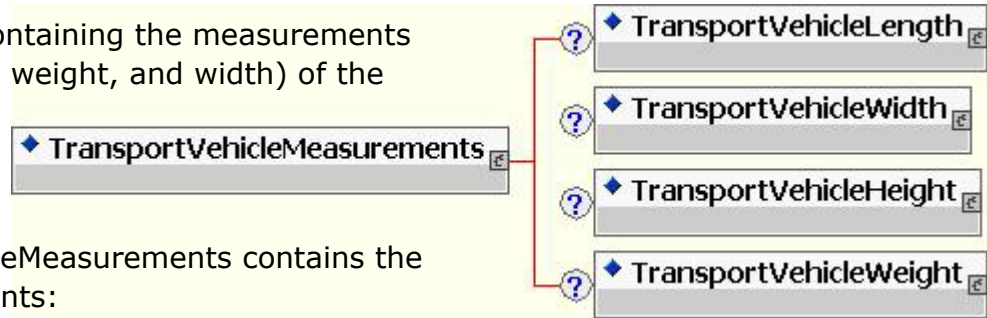 ontaining the measurements
weight, and width) of the
TransportVehicleMeasurements
eMeasurements contains the
nts:
? TransportVehicleLength
? TransportVehicleWidth
? TransportVehicleHeight
? TransportVehicleWeight